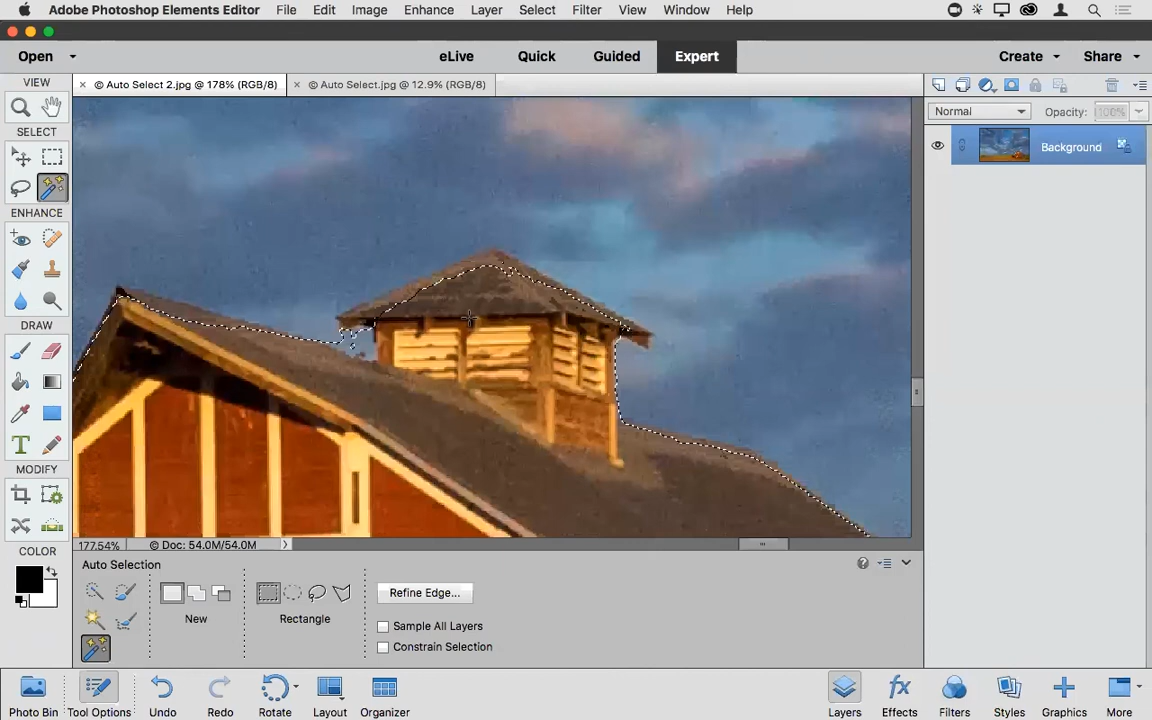 Adobe Photoshop Elements Editor File Edit Image Enhance Layer Select Filter View Window Help
Open eLive Quick Guided Expert Create Share
VIEW × © Auto Select 2.jpg @ 178% (RGB/8) × © Auto Select.jpg @ 12.9% (RGB/8)
Normal Opacity: 100%
SELECT
Background
ENHANCE
DRAW
T
MODIFY
COLOR
177.54% © Doc: 54.0M/54.0M
Auto Selection
Refine Edge...
New Rectangle
Sample All Layers
Constrain Selection
Photo Bin Tool Options Undo Redo Rotate Layout Organizer Layers Effects Filters Styles Graphics More